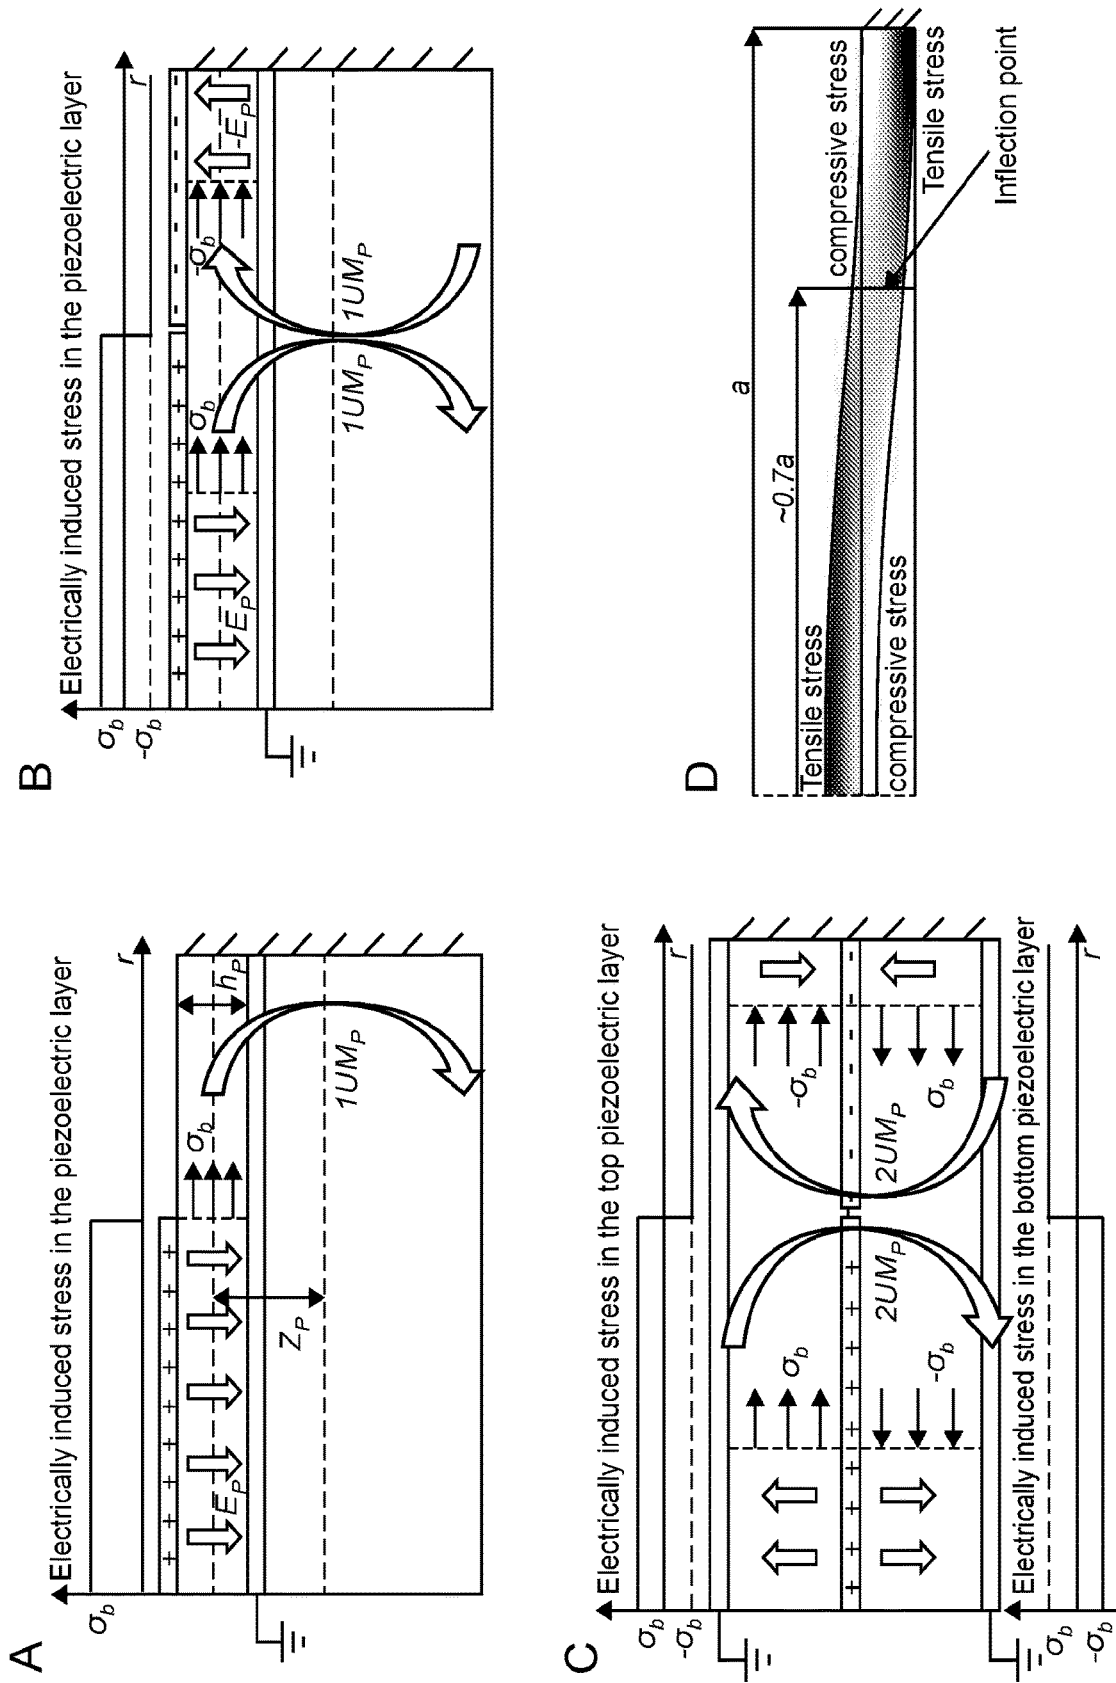 A
Electrically induced stress in the piezoelectric layer
σb
r
+ + + + + + + + +
EP
σb
hP
ZP
1UMP
B
Electrically induced stress in the piezoelectric layer
σb
-σb
r
+ + + + + + + + - - - - - -
EP
σb
-σb
-EP
1UMP 1UMP
C
Electrically induced stress in the top piezoelectric layer
σb
-σb
r
σb
-σb
+ + + + + + + + - - - - - -
2UMP 2UMP
-σb
σb
Electrically induced stress in the bottom piezoelectric layer
σb
-σb
r
D
a
~0.7a
Tensile stress
compressive stress
compressive stress
Tensile stress
Inflection point